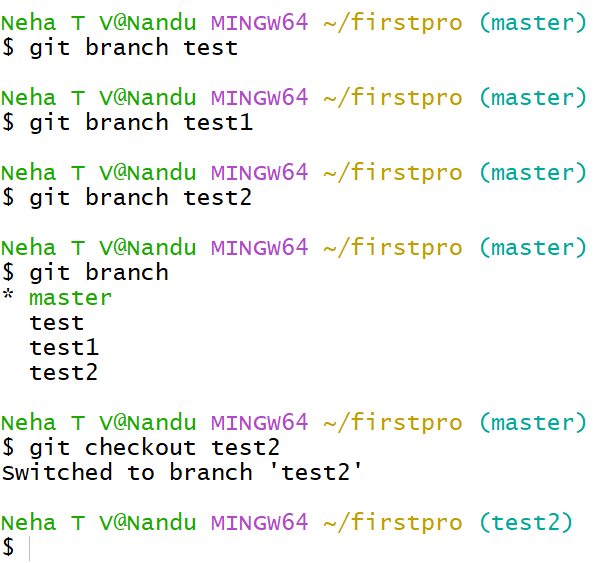 Neha T V@Nandu MINGW64 ~/firstpro (master)
$ git branch test
Neha T V@Nandu MINGW64 ~/firstpro (master)
$ git branch test1
Neha T V@Nandu MINGW64 ~/firstpro (master)
$ git branch test2
Neha T V@Nandu MINGW64 ~/firstpro (master)
$ git branch
* master
  test
  test1
  test2
Neha T V@Nandu MINGW64 ~/firstpro (master)
$ git checkout test2
Switched to branch 'test2'
Neha T V@Nandu MINGW64 ~/firstpro (test2)
$